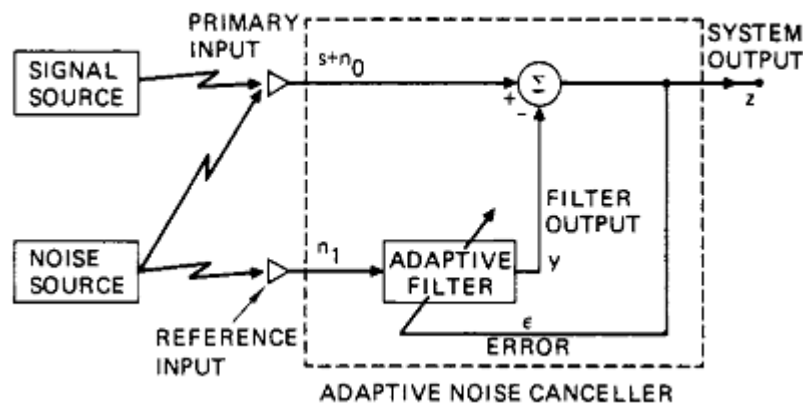 PRIMARY
INPUT
SYSTEM
OUTPUT
SIGNAL
SOURCE
s+n0
+
Σ
-
z
FILTER
OUTPUT
NOISE
SOURCE
n1
ADAPTIVE
FILTER
y
REFERENCE
INPUT
ε
ERROR
ADAPTIVE NOISE CANCELLER